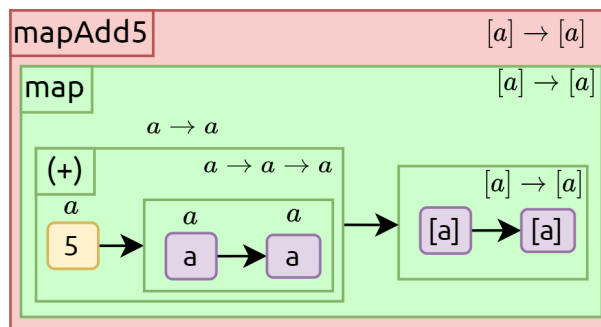 mapAdd5 [a] → [a]
map [a] → [a]
a → a
(+) a → a → a
[a] → [a]
a a a
5 a a
[a] [a]